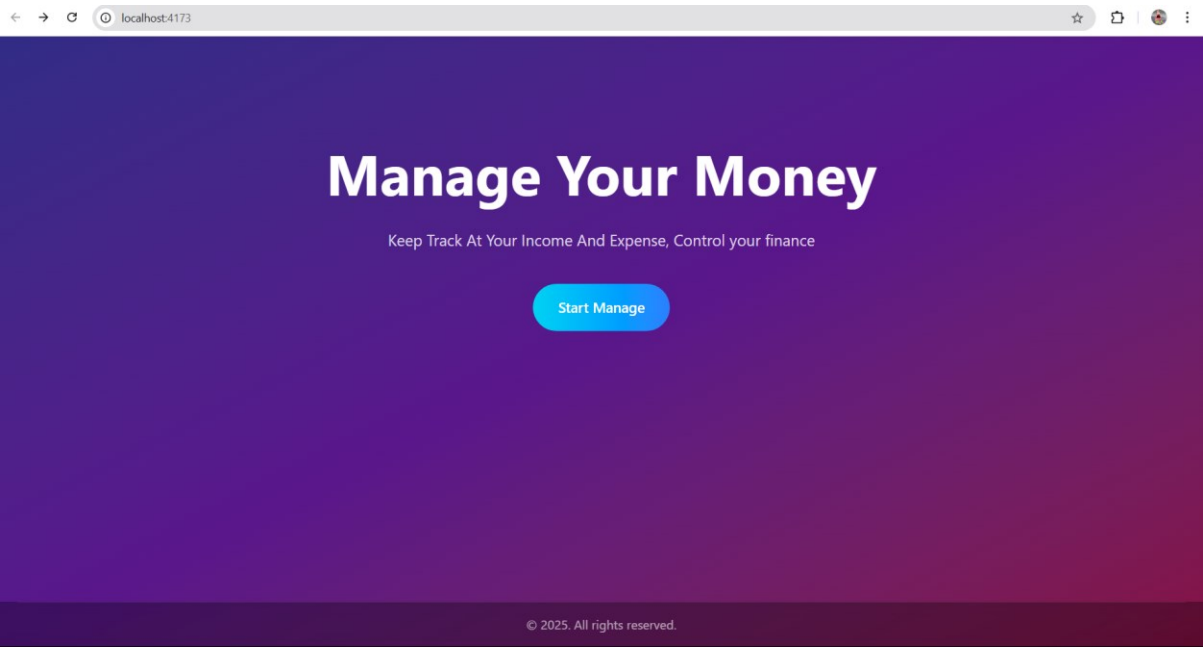 localhost:4173
Manage Your Money
Keep Track At Your Income And Expense, Control your finance
Start Manage
© 2025. All rights reserved.